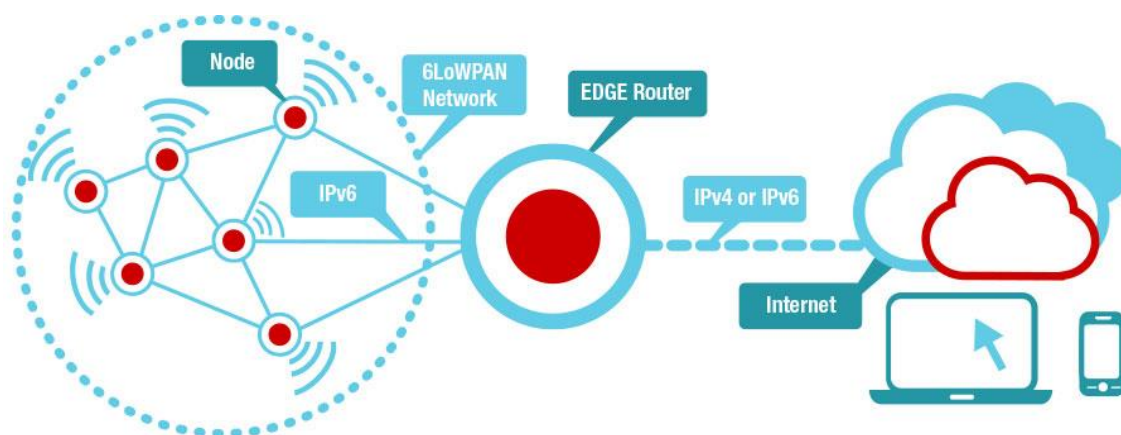 Node
6LoWPAN
Network
EDGE Router
IPv6
IPv4 or IPv6
Internet